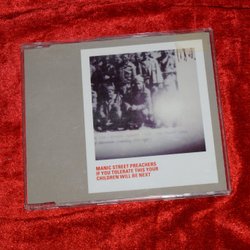 MANIC STREET PREACHERS
IF YOU TOLERATE THIS YOUR
CHILDREN WILL BE NEXT